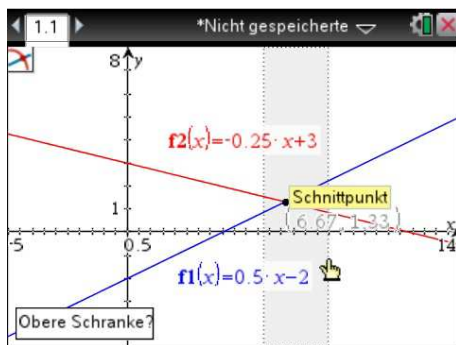 1.1
*Nicht gespeicherte
8 y
f2(x)=-0.25·x+3
Schnittpunkt
(6.67,1.33)
1
x
-5
0.5
14
f1(x)=0.5·x-2
Obere Schranke?